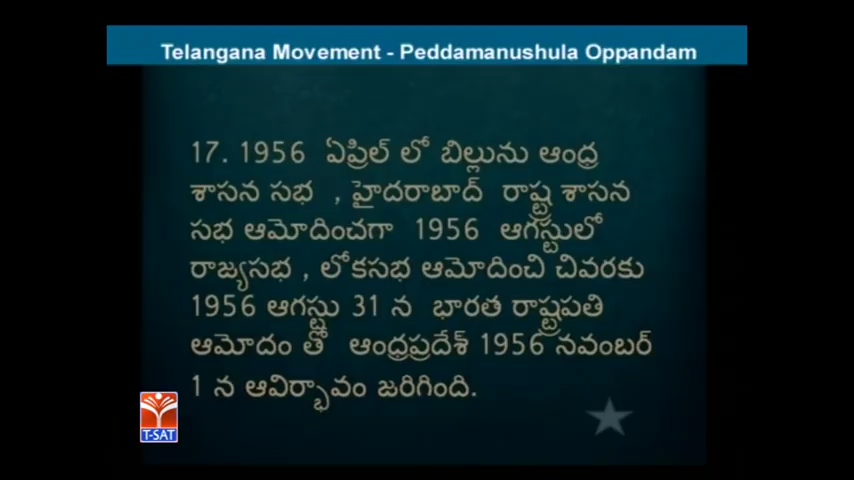 Telangana Movement - Peddamanushula Oppandam
17. 1956 ఏప్రిల్ లో బిల్లును ఆంధ్ర
శాసన సభ , హైదరాబాద్ రాష్ట్ర శాసన
సభ ఆమోదించగా 1956 ఆగస్టులో
రాజ్యసభ , లోకసభ ఆమోదించి చివరకు
1956 ఆగస్ట్టు 31 న భారత రాష్ట్రపతి
ఆమోదం తో ఆంధ్రప్రదేశ్ 1956 నవంబర్
1 న ఆవిర్భావం జరిగింది.
T-SAT